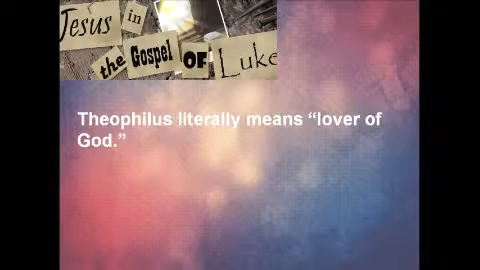 Jesus in
the Gospel OF Luke
Theophilus literally means “lover of
God.”